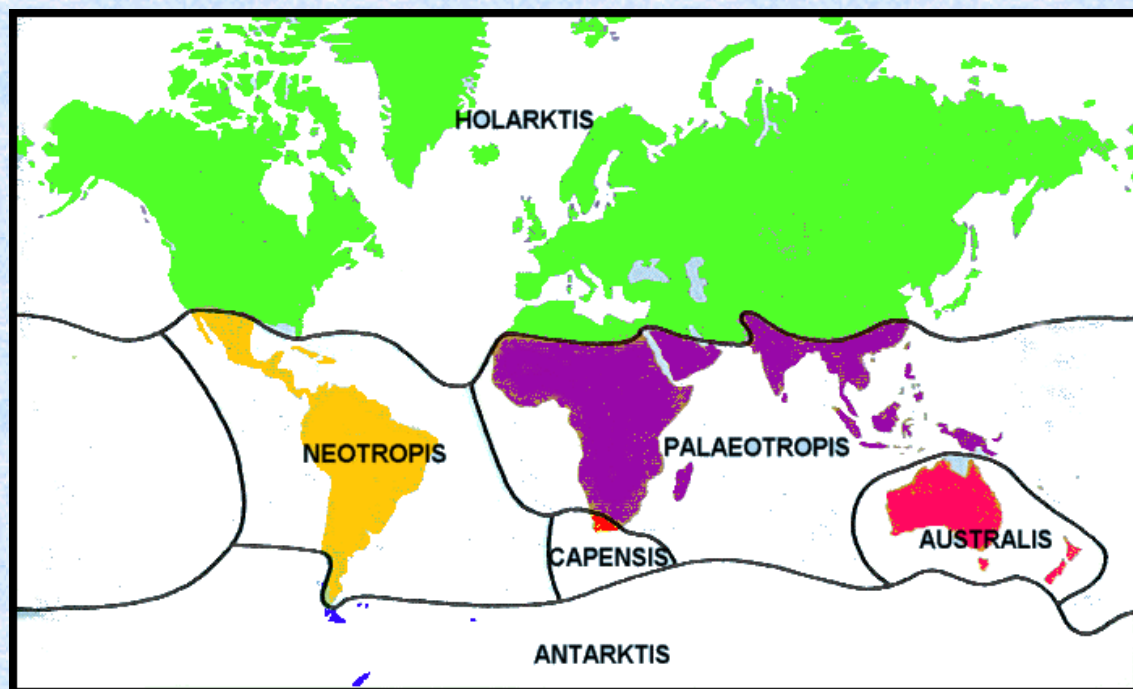 HOLARKTIS
NEOTROPIS
PALAEOTROPIS
AUSTRALIS
CAPENSIS
ANTARKTIS